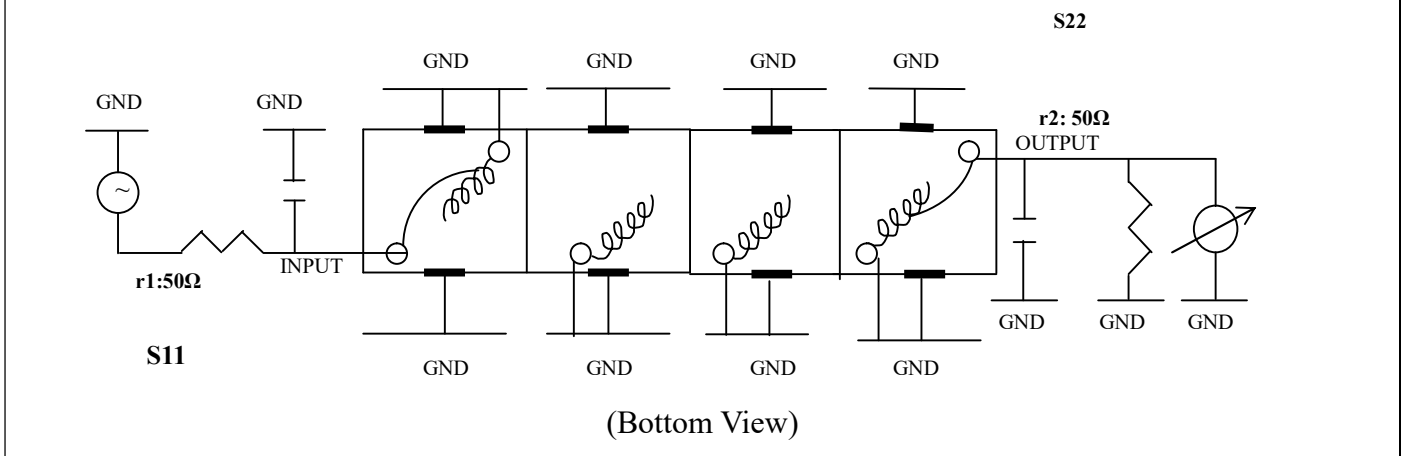 S22
GND GND GND GND
GND GND
r2: 50Ω
OUTPUT
~
INPUT
r1:50Ω
GND GND GND
S11
GND GND GND GND
(Bottom View)